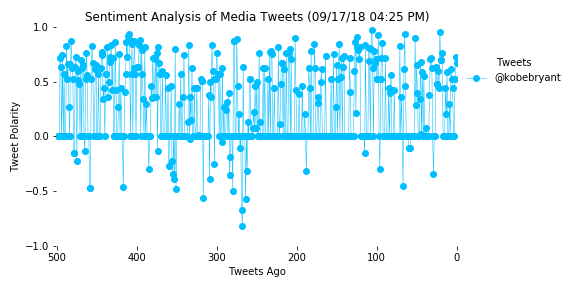 Sentiment Analysis of Media Tweets (09/17/18 04:25 PM)
1.0
0.5
0.0
−0.5
−1.0
Tweet Polarity
500
400
300
200
100
0
Tweets Ago
Tweets
@kobebryant